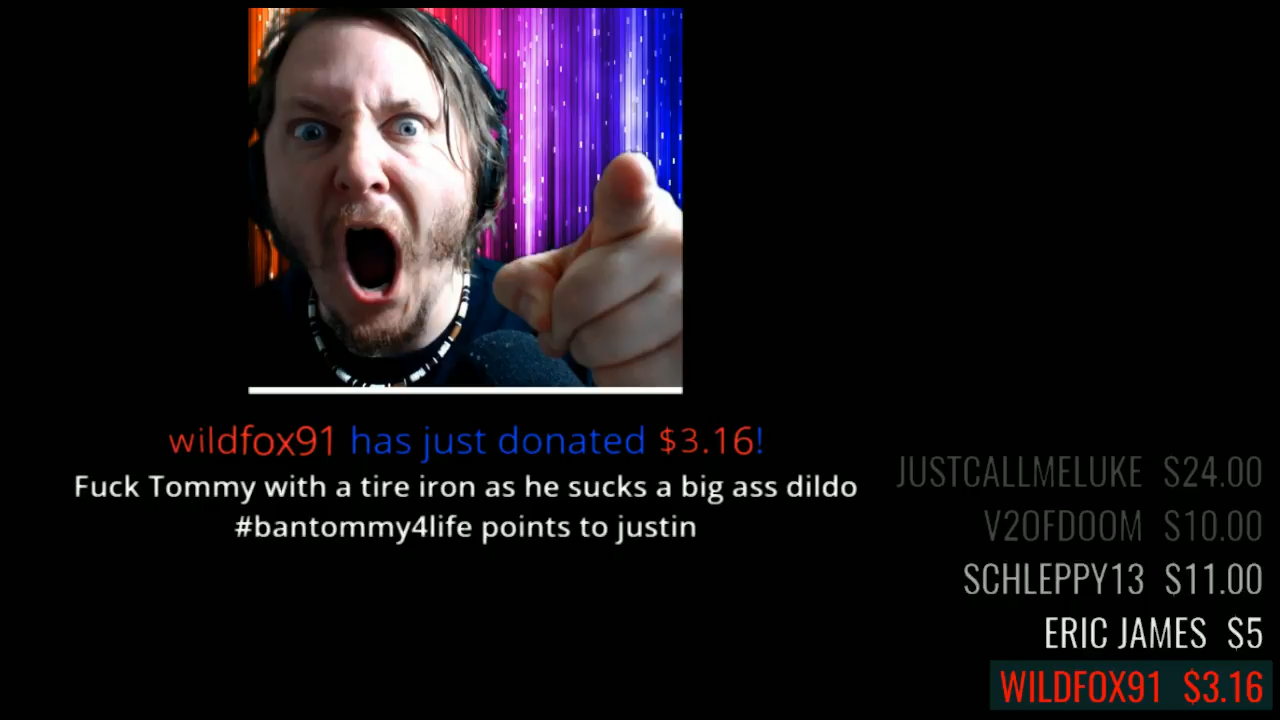 wildfox91 has just donated $3.16!
Fuck Tommy with a tire iron as he sucks a big ass dildo
#bantommy4life points to justin
JUSTCALLMELUKE $24.00
V2OFDOOM $10.00
SCHLEPPY13 $11.00
ERIC JAMES $5
WILDFOX91 $3.16